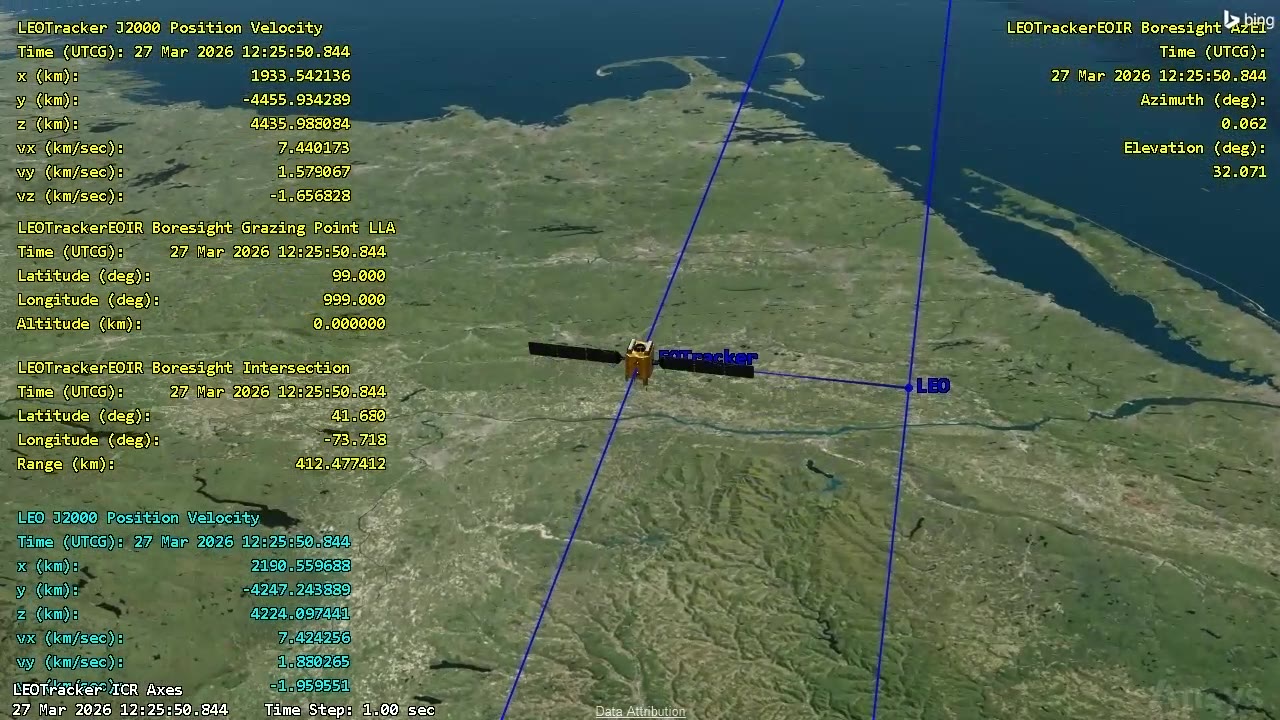 LEOTracker J2000 Position Velocity
Time (UTCG): 27 Mar 2026 12:25:50.844
x (km): 1933.542136
y (km): -4455.934289
z (km): 4435.988084
vx (km/sec): 7.440173
vy (km/sec): 1.579067
vz (km/sec): -1.656828
LEOTrackerEOIR Boresight Grazing Point LLA
Time (UTCG): 27 Mar 2026 12:25:50.844
Latitude (deg): 99.000
Longitude (deg): 999.000
Altitude (km): 0.000000
LEOTrackerEOIR Boresight Intersection
Time (UTCG): 27 Mar 2026 12:25:50.844
Latitude (deg): 41.680
Longitude (deg): -73.718
Range (km): 412.477412
LEO J2000 Position Velocity
Time (UTCG): 27 Mar 2026 12:25:50.844
x (km): 2190.559688
y (km): -4247.243889
z (km): 4224.097441
vx (km/sec): 7.424256
vy (km/sec): 1.880265
-1.959551
LEOTracker ICR Axes
27 Mar 2026 12:25:50.844 Time Step: 1.00 sec
bing
LEOTrackerEOIR Boresight AzEl
Time (UTCG):
27 Mar 2026 12:25:50.844
Azimuth (deg):
0.062
Elevation (deg):
32.071
LEOTracker
LEO
Data Attribution